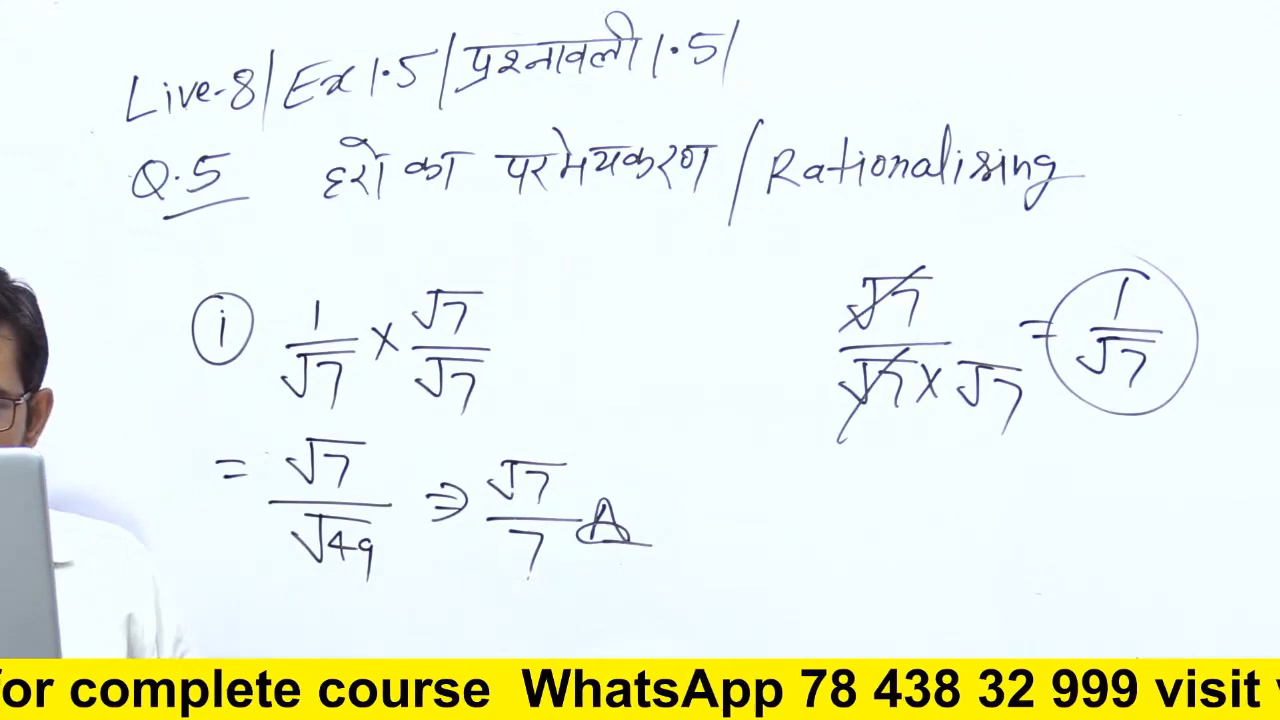 Live-8/ Ex 1.5/ प्रश्नावली 1.5/
Q.5 हरों का परमेयकरण / Rationalising
i 1/√7 × √7/√7
√7/√7×√7 = 1/√7
= √7/√49 ⇒ √7/7 A
for complete course WhatsApp 78 438 32 999 visit